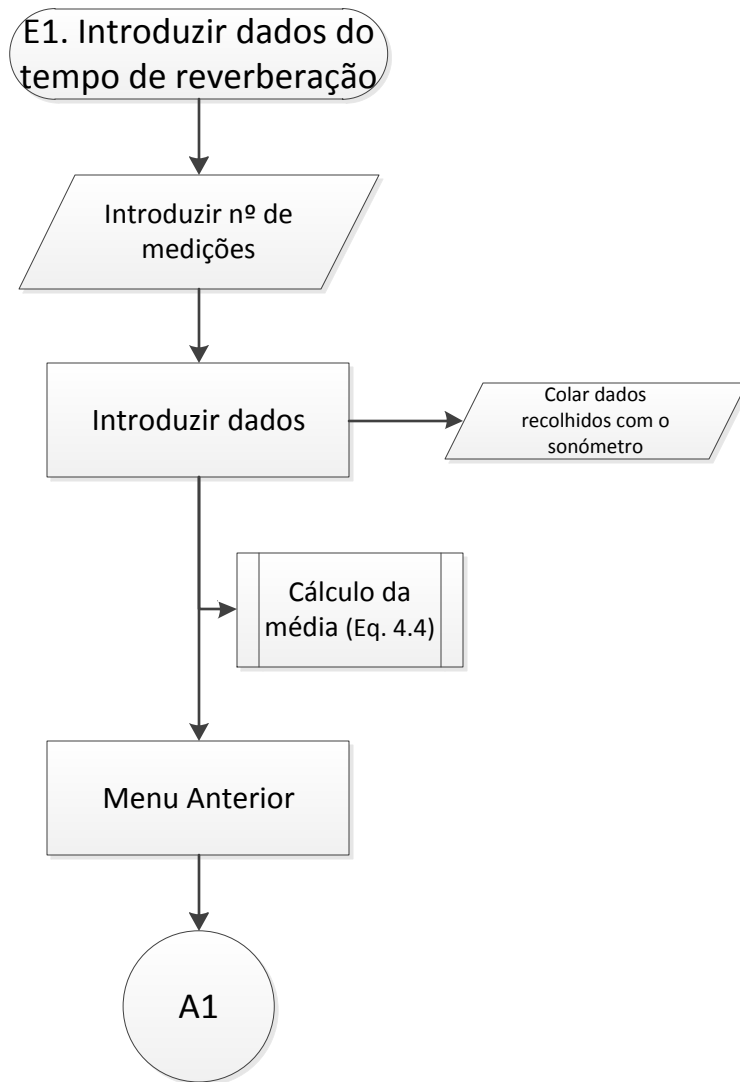 E1. Introduzir dados do
tempo de reverberação
Introduzir nº de
medições
Introduzir dados
Colar dados
recolhidos com o
sonómetro
Cálculo da
média (Eq. 4.4)
Menu Anterior
A1